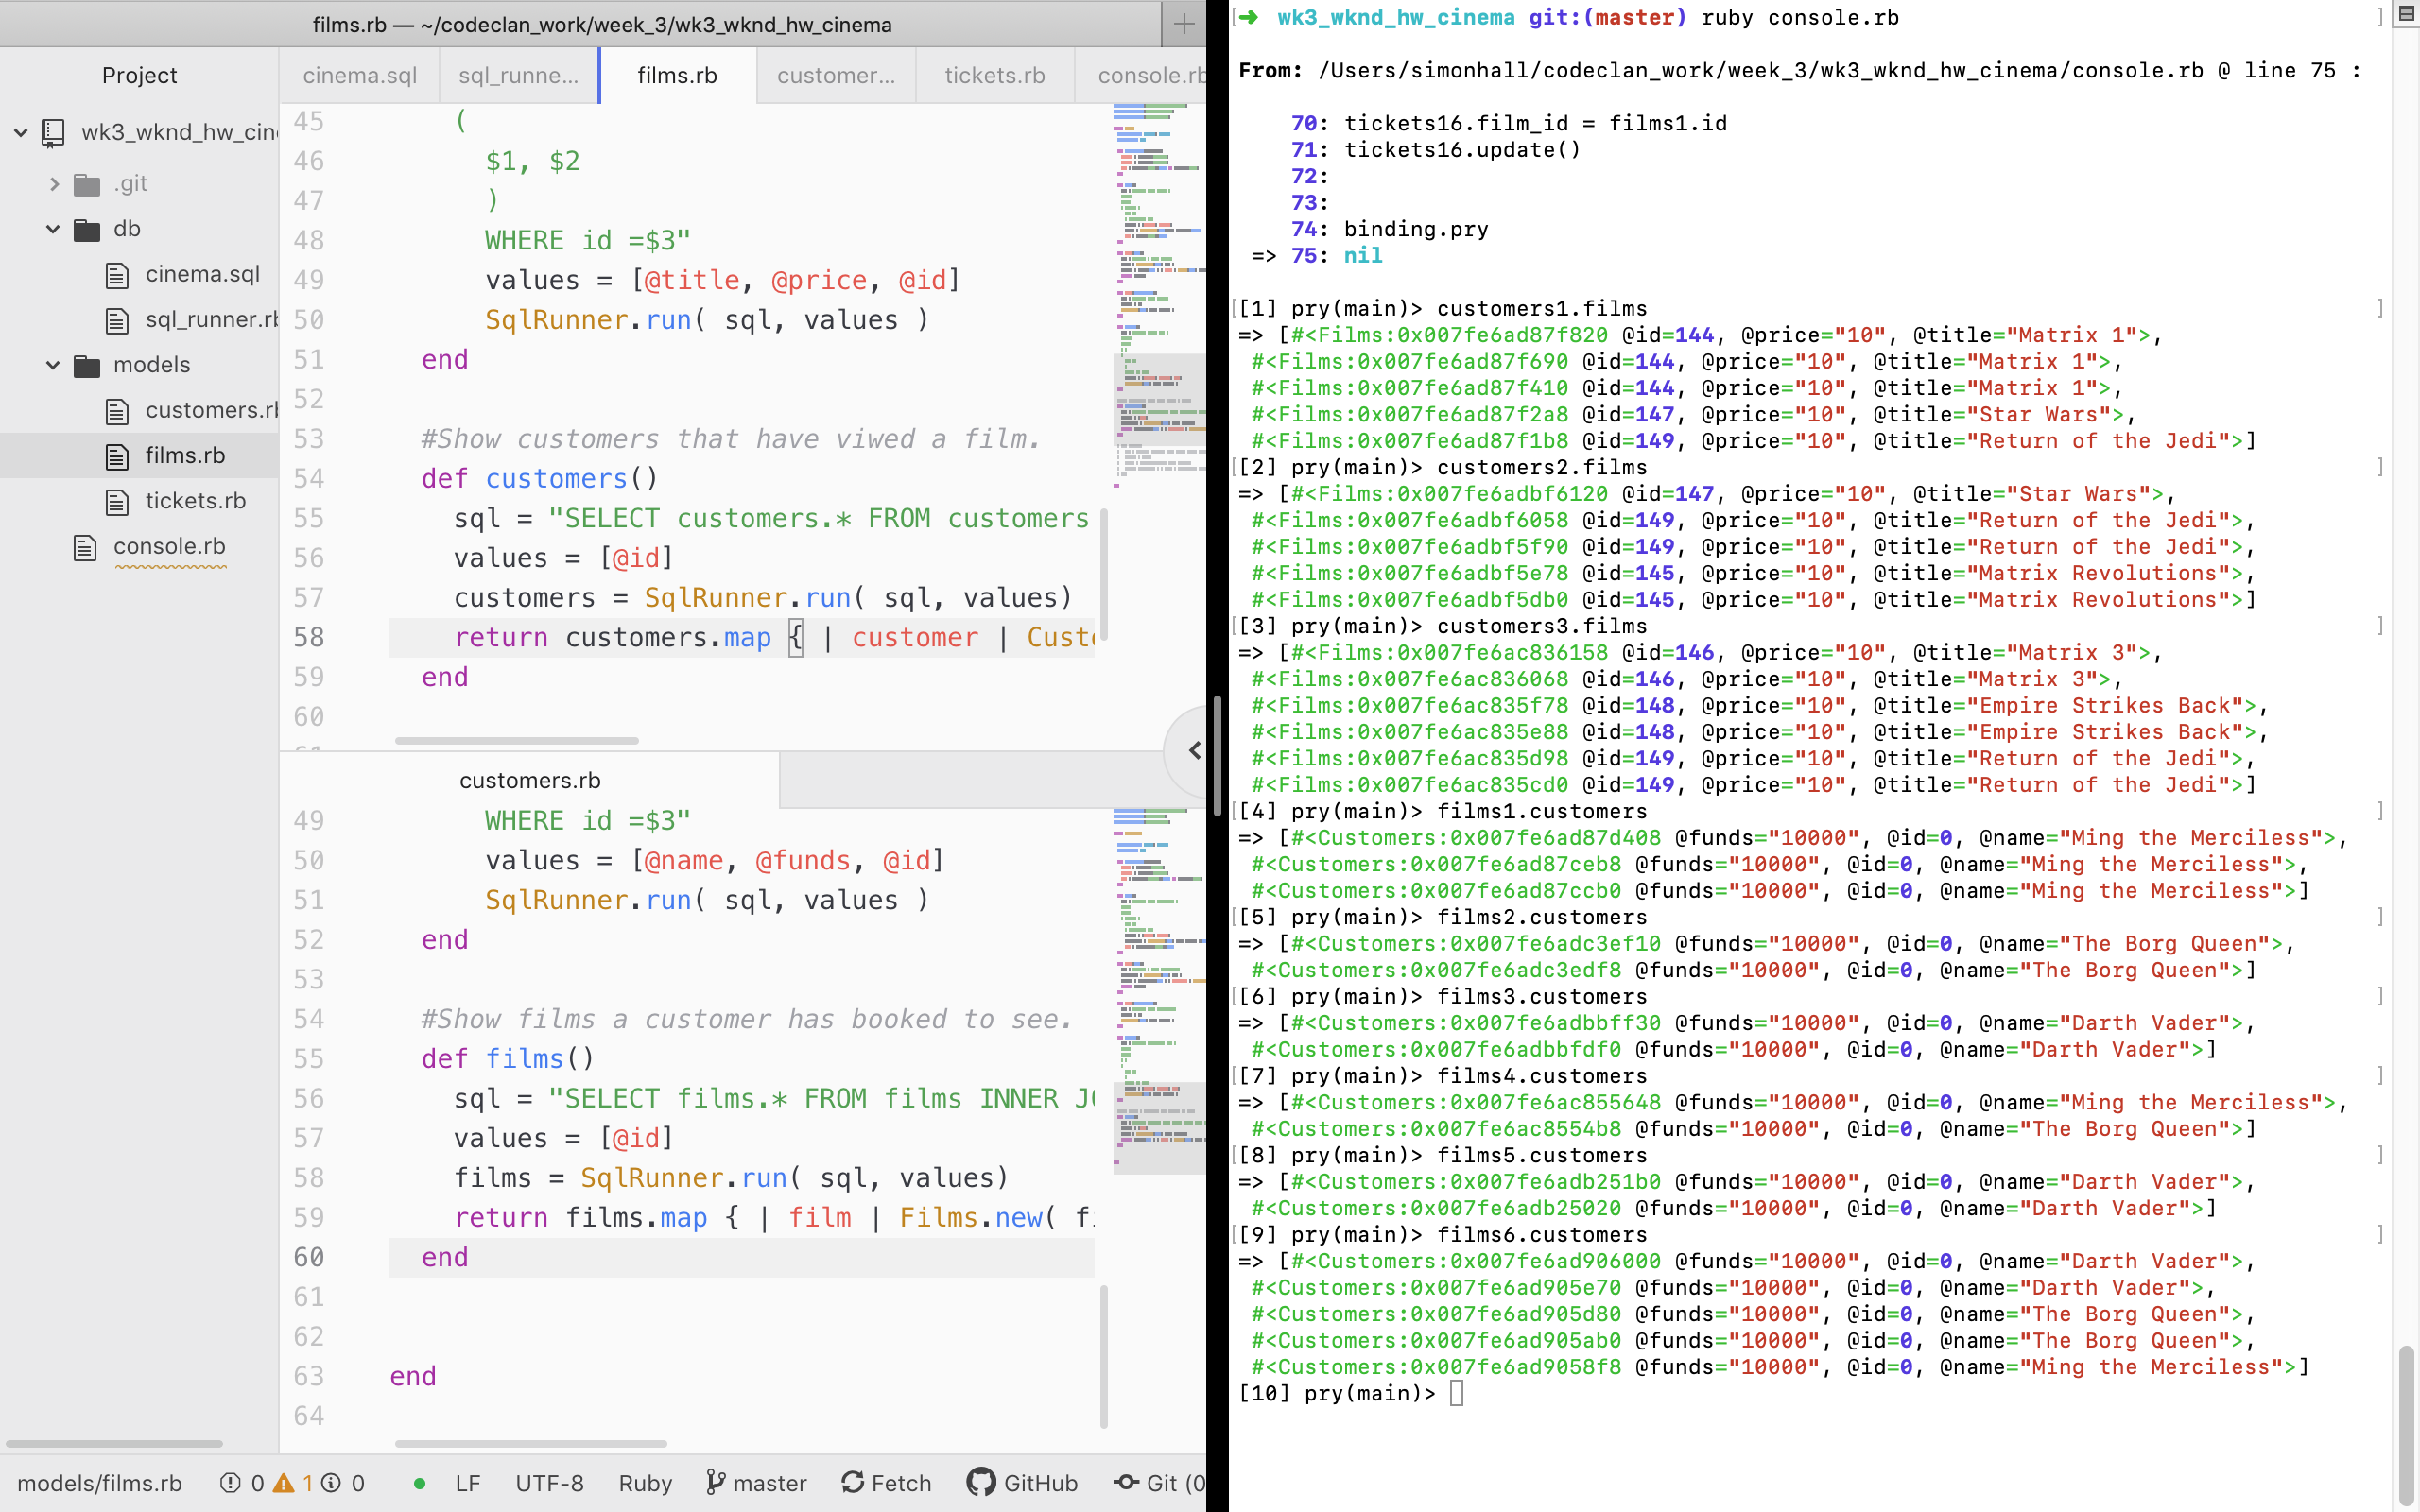 films.rb — ~/codeclan_work/week_3/wk3_wknd_hw_cinema
Project
wk3_wknd_hw_cin
.git
db
cinema.sql
sql_runner.rb
models
customers.r
films.rb
tickets.rb
console.rb
cinema.sql sql_runne... films.rb customer... tickets.rb console.rb
45 (
46 $1, $2
47 )
48 WHERE id =$3"
49 values = [@title, @price, @id]
50 SqlRunner.run( sql, values )
51 end
52
53 #Show customers that have viwed a film.
54 def customers()
55 sql = "SELECT customers.* FROM customers
56 values = [@id]
57 customers = SqlRunner.run( sql, values)
58 return customers.map { | customer | Cust
59 end
60
customers.rb
49 WHERE id =$3"
50 values = [@name, @funds, @id]
51 SqlRunner.run( sql, values )
52 end
53
54 #Show films a customer has booked to see.
55 def films()
56 sql = "SELECT films.* FROM films INNER J
57 values = [@id]
58 films = SqlRunner.run( sql, values)
59 return films.map { | film | Films.new( f
60 end
61
62
63 end
64
models/films.rb 0 1 0 LF UTF-8 Ruby master Fetch GitHub Git (0
[➜ wk3_wknd_hw_cinema git:(master) ruby console.rb ]
From: /Users/simonhall/codeclan_work/week_3/wk3_wknd_hw_cinema/console.rb @ line 75 :
70: tickets16.film_id = films1.id
71: tickets16.update()
72:
73:
74: binding.pry
=> 75: nil
[[1] pry(main)> customers1.films ]
=> [#<Films:0x007fe6ad87f820 @id=144, @price="10", @title="Matrix 1">,
#<Films:0x007fe6ad87f690 @id=144, @price="10", @title="Matrix 1">,
#<Films:0x007fe6ad87f410 @id=144, @price="10", @title="Matrix 1">,
#<Films:0x007fe6ad87f2a8 @id=147, @price="10", @title="Star Wars">,
#<Films:0x007fe6ad87f1b8 @id=149, @price="10", @title="Return of the Jedi">]
[[2] pry(main)> customers2.films ]
=> [#<Films:0x007fe6adbf6120 @id=147, @price="10", @title="Star Wars">,
#<Films:0x007fe6adbf6058 @id=149, @price="10", @title="Return of the Jedi">,
#<Films:0x007fe6adbf5f90 @id=149, @price="10", @title="Return of the Jedi">,
#<Films:0x007fe6adbf5e78 @id=145, @price="10", @title="Matrix Revolutions">,
#<Films:0x007fe6adbf5db0 @id=145, @price="10", @title="Matrix Revolutions">]
[[3] pry(main)> customers3.films ]
=> [#<Films:0x007fe6ac836158 @id=146, @price="10", @title="Matrix 3">,
#<Films:0x007fe6ac836068 @id=146, @price="10", @title="Matrix 3">,
#<Films:0x007fe6ac835f78 @id=148, @price="10", @title="Empire Strikes Back">,
#<Films:0x007fe6ac835e88 @id=148, @price="10", @title="Empire Strikes Back">,
#<Films:0x007fe6ac835d98 @id=149, @price="10", @title="Return of the Jedi">,
#<Films:0x007fe6ac835cd0 @id=149, @price="10", @title="Return of the Jedi">]
[[4] pry(main)> films1.customers ]
=> [#<Customers:0x007fe6ad87d408 @funds="10000", @id=0, @name="Ming the Merciless">,
#<Customers:0x007fe6ad87ceb8 @funds="10000", @id=0, @name="Ming the Merciless">,
#<Customers:0x007fe6ad87ccb0 @funds="10000", @id=0, @name="Ming the Merciless">]
[[5] pry(main)> films2.customers ]
=> [#<Customers:0x007fe6adc3ef10 @funds="10000", @id=0, @name="The Borg Queen">,
#<Customers:0x007fe6adc3edf8 @funds="10000", @id=0, @name="The Borg Queen">]
[[6] pry(main)> films3.customers ]
=> [#<Customers:0x007fe6adbbff30 @funds="10000", @id=0, @name="Darth Vader">,
#<Customers:0x007fe6adbbfdf0 @funds="10000", @id=0, @name="Darth Vader">]
[[7] pry(main)> films4.customers ]
=> [#<Customers:0x007fe6ac855648 @funds="10000", @id=0, @name="Ming the Merciless">,
#<Customers:0x007fe6ac8554b8 @funds="10000", @id=0, @name="The Borg Queen">]
[[8] pry(main)> films5.customers ]
=> [#<Customers:0x007fe6adb251b0 @funds="10000", @id=0, @name="Darth Vader">,
#<Customers:0x007fe6adb25020 @funds="10000", @id=0, @name="Darth Vader">]
[[9] pry(main)> films6.customers ]
=> [#<Customers:0x007fe6ad906000 @funds="10000", @id=0, @name="Darth Vader">,
#<Customers:0x007fe6ad905e70 @funds="10000", @id=0, @name="Darth Vader">,
#<Customers:0x007fe6ad905d80 @funds="10000", @id=0, @name="The Borg Queen">,
#<Customers:0x007fe6ad905ab0 @funds="10000", @id=0, @name="The Borg Queen">,
#<Customers:0x007fe6ad9058f8 @funds="10000", @id=0, @name="Ming the Merciless">]
[10] pry(main)>